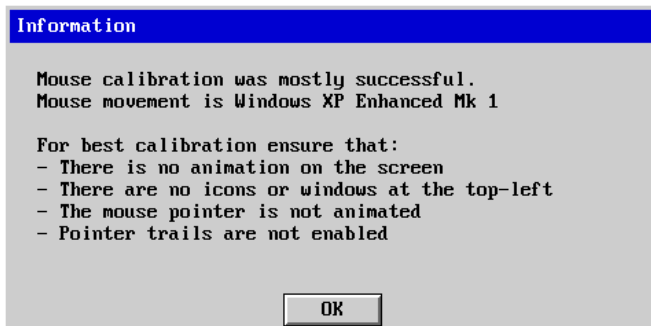 Information
Mouse calibration was mostly successful.
Mouse movement is Windows XP Enhanced Mk 1
For best calibration ensure that:
- There is no animation on the screen
- There are no icons or windows at the top-left
- The mouse pointer is not animated
- Pointer trails are not enabled
OK